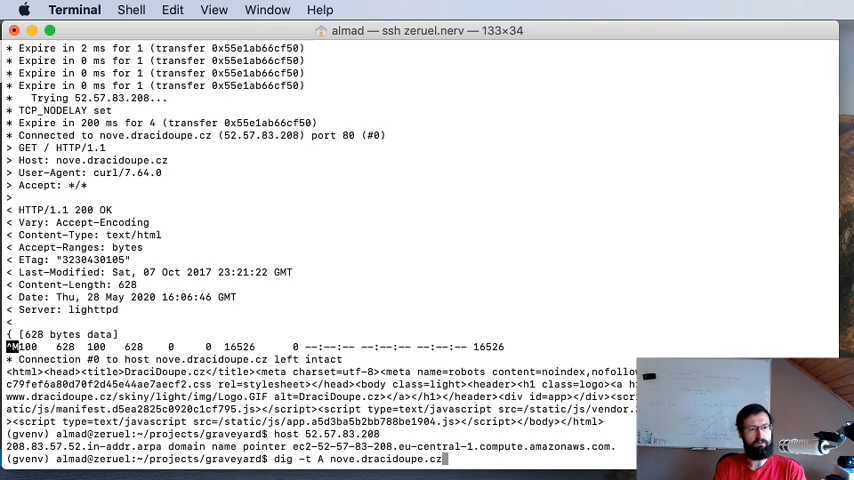 Terminal Shell Edit View Window Help
almad — ssh zeruel.nerv — 133×34
* Expire in 2 ms for 1 (transfer 0x55e1ab66cf50)
* Expire in 0 ms for 1 (transfer 0x55e1ab66cf50)
* Expire in 0 ms for 1 (transfer 0x55e1ab66cf50)
* Expire in 0 ms for 1 (transfer 0x55e1ab66cf50)
*   Trying 52.57.83.208...
* TCP_NODELAY set
* Expire in 200 ms for 4 (transfer 0x55e1ab66cf50)
* Connected to nove.dracidoupe.cz (52.57.83.208) port 80 (#0)
> GET / HTTP/1.1
> Host: nove.dracidoupe.cz
> User-Agent: curl/7.64.0
> Accept: */*
>
< HTTP/1.1 200 OK
< Vary: Accept-Encoding
< Content-Type: text/html
< Accept-Ranges: bytes
< ETag: "3230430105"
< Last-Modified: Sat, 07 Oct 2017 23:21:22 GMT
< Content-Length: 628
< Date: Thu, 28 May 2020 16:06:46 GMT
< Server: lighttpd
<
{ [628 bytes data]
^M100   628  100   628    0     0  16526      0 --:--:-- --:--:-- --:--:-- 16526
* Connection #0 to host nove.dracidoupe.cz left intact
<html><head><title>DraciDoupe.cz</title><meta charset=utf-8><meta name=robots content=noindex,nofollow
c79fef6a80d70f2d45e44ae7aecf2.css rel=stylesheet></head><body class=light><header><h1 class=logo><a h
www.dracidoupe.cz/skiny/light/img/Logo.GIF alt=DraciDoupe.cz></a></h1></header><div id=app></div><scr
atic/js/manifest.d5ea2825c0920c1cf795.js></script><script type=text/javascript src=/static/js/vendor.
><script type=text/javascript src=/static/js/app.a5d3ba5b2bb788be1904.js></script></body></html>
(gvenv) almad@zeruel:~/projects/graveyard$ host 52.57.83.208
208.83.57.52.in-addr.arpa domain name pointer ec2-52-57-83-208.eu-central-1.compute.amazonaws.com.
(gvenv) almad@zeruel:~/projects/graveyard$ dig -t A nove.dracidoupe.cz